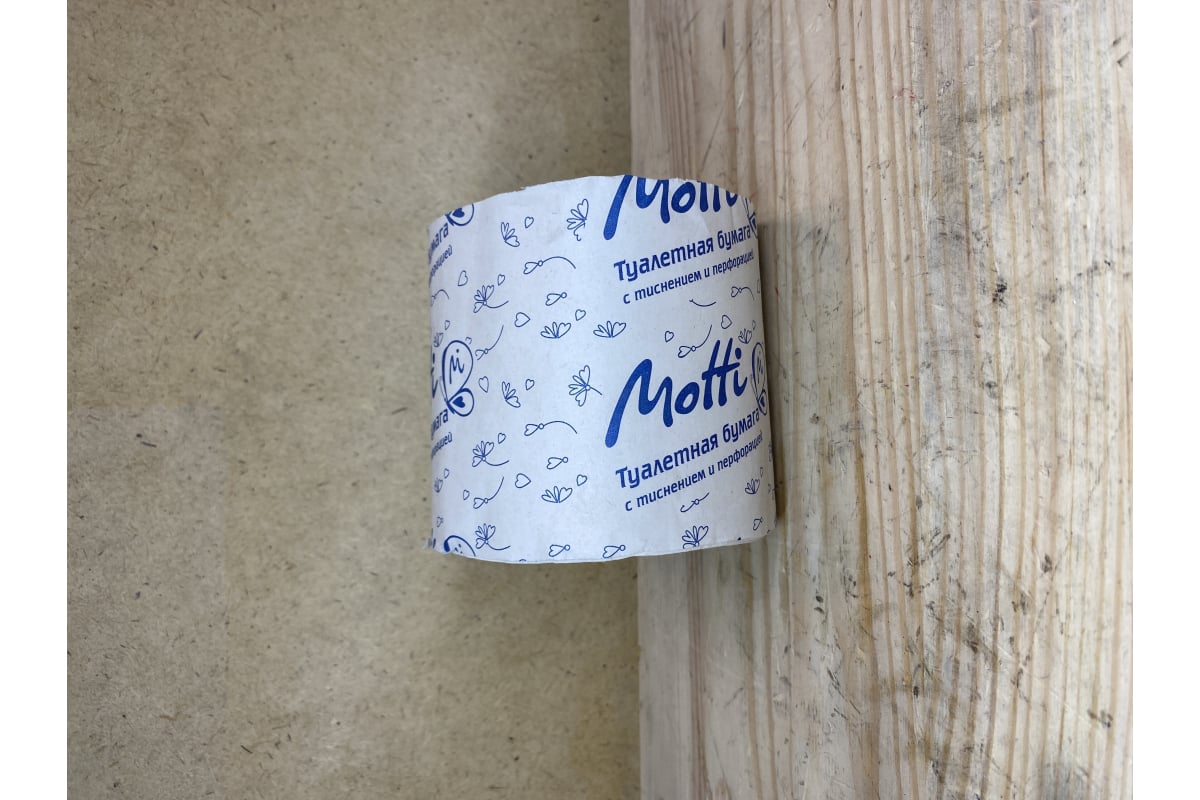 Motti
Туалетная бумага
с тиснением и перфорацией
Motti
M
Туалетная бумага
с тиснением и перфорацией
M